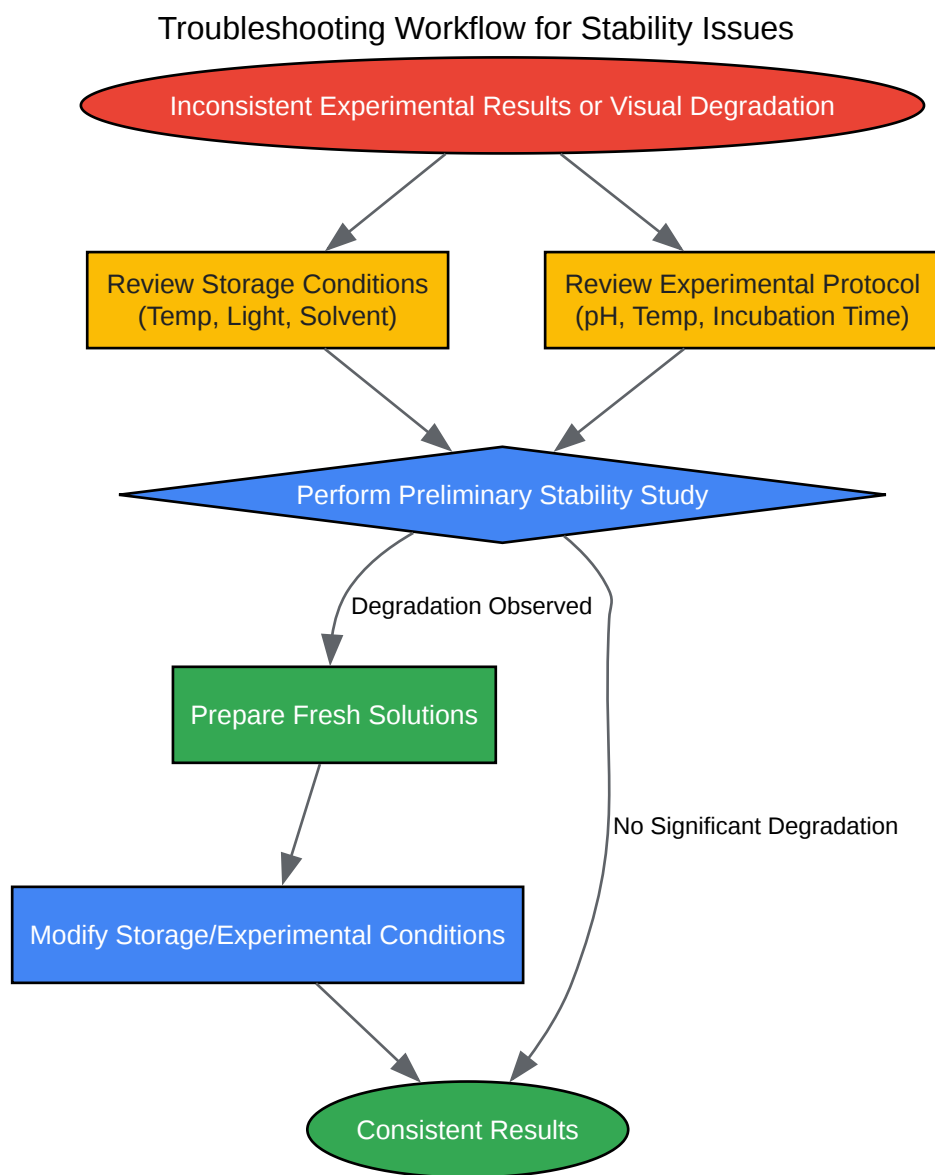 Troubleshooting Workflow for Stability Issues
Inconsistent Experimental Results or Visual Degradation
Review Storage Conditions
(Temp, Light, Solvent)
Review Experimental Protocol
(pH, Temp, Incubation Time)
Perform Preliminary Stability Study
Degradation Observed
Prepare Fresh Solutions
No Significant Degradation
Modify Storage/Experimental Conditions
Consistent Results